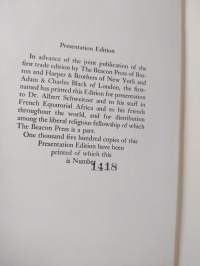 Presentation Edition
In advance of the joint publication of the
first trade edition by The Beacon Press of Bos-
ton and Harper & Brothers of New York and
Adam & Charles Black of London, the first-
named has printed this Edition for presentation
to Dr. Albert Schweitzer and to his staff in
French Equatorial Africa and to his friends
throughout the world, and for distribution
among the liberal religious fellowship of which
The Beacon Press is a part.
One thousand five hundred copies of this
Presentation Edition have been
printed of which this
is Number 1418